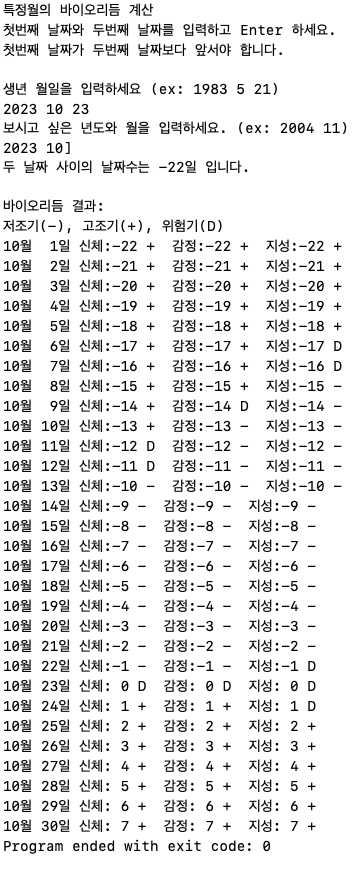 특정월의 바이오리듬 계산
첫번째 날짜와 두번째 날짜를 입력하고 Enter 하세요.
첫번째 날짜가 두번째 날짜보다 앞서야 합니다.
생년 월일을 입력하세요 (ex: 1983 5 21)
2023 10 23
보시고 싶은 년도와 월을 입력하세요. (ex: 2004 11)
2023 10]
두 날짜 사이의 날짜수는 -22일 입니다.
바이오리듬 결과:
저조기(-), 고조기(+), 위험기(D)
10월  1일 신체:-22 +  감정:-22 +  지성:-22 +
10월  2일 신체:-21 +  감정:-21 +  지성:-21 +
10월  3일 신체:-20 +  감정:-20 +  지성:-20 +
10월  4일 신체:-19 +  감정:-19 +  지성:-19 +
10월  5일 신체:-18 +  감정:-18 +  지성:-18 +
10월  6일 신체:-17 +  감정:-17 +  지성:-17 D
10월  7일 신체:-16 +  감정:-16 +  지성:-16 D
10월  8일 신체:-15 +  감정:-15 +  지성:-15 -
10월  9일 신체:-14 +  감정:-14 D  지성:-14 -
10월 10일 신체:-13 +  감정:-13 -  지성:-13 -
10월 11일 신체:-12 D  감정:-12 -  지성:-12 -
10월 12일 신체:-11 D  감정:-11 -  지성:-11 -
10월 13일 신체:-10 -  감정:-10 -  지성:-10 -
10월 14일 신체:-9 -  감정:-9 -  지성:-9 -
10월 15일 신체:-8 -  감정:-8 -  지성:-8 -
10월 16일 신체:-7 -  감정:-7 -  지성:-7 -
10월 17일 신체:-6 -  감정:-6 -  지성:-6 -
10월 18일 신체:-5 -  감정:-5 -  지성:-5 -
10월 19일 신체:-4 -  감정:-4 -  지성:-4 -
10월 20일 신체:-3 -  감정:-3 -  지성:-3 -
10월 21일 신체:-2 -  감정:-2 -  지성:-2 -
10월 22일 신체:-1 -  감정:-1 -  지성:-1 D
10월 23일 신체: 0 D  감정: 0 D  지성: 0 D
10월 24일 신체: 1 +  감정: 1 +  지성: 1 D
10월 25일 신체: 2 +  감정: 2 +  지성: 2 +
10월 26일 신체: 3 +  감정: 3 +  지성: 3 +
10월 27일 신체: 4 +  감정: 4 +  지성: 4 +
10월 28일 신체: 5 +  감정: 5 +  지성: 5 +
10월 29일 신체: 6 +  감정: 6 +  지성: 6 +
10월 30일 신체: 7 +  감정: 7 +  지성: 7 +
Program ended with exit code: 0